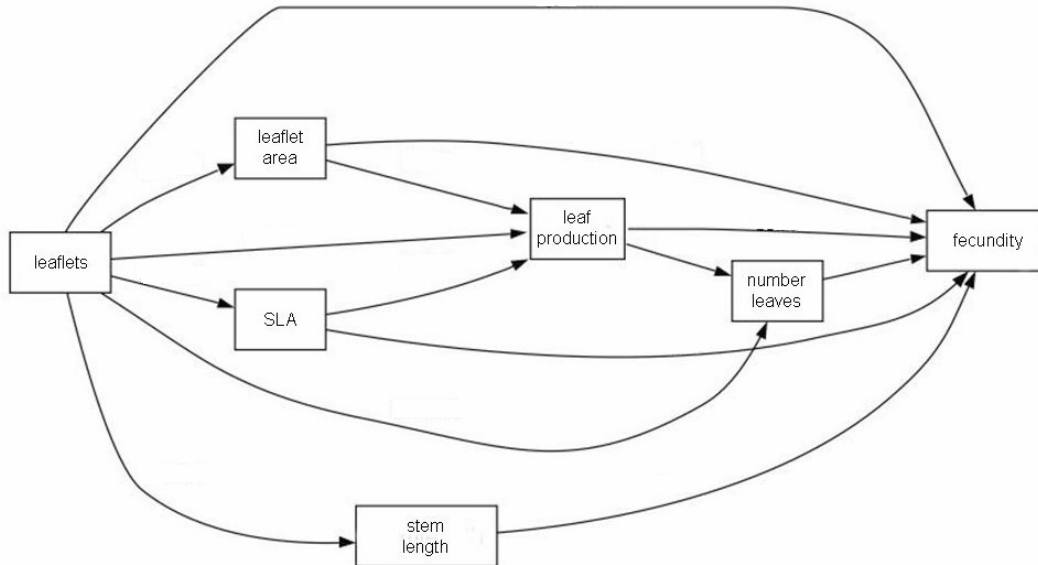 leaflet
area
leaf
production
fecundity
leaflets
number
leaves
SLA
stem
length